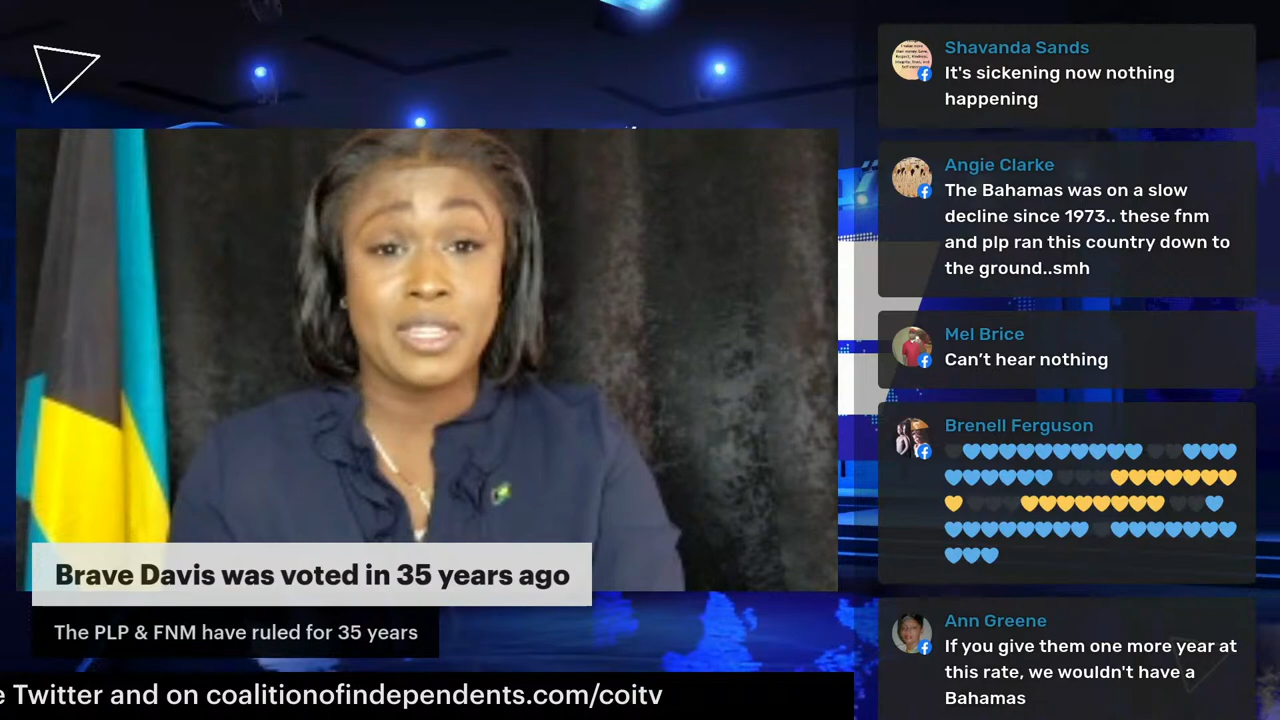 Brave Davis was voted in 35 years ago
The PLP & FNM have ruled for 35 years
Twitter and on coalitionofindependents.com/coitv
Shavanda Sands
It's sickening now nothing
happening
Angie Clarke
The Bahamas was on a slow
decline since 1973.. these fnm
and plp ran this country down to
the ground..smh
Mel Brice
Can’t hear nothing
Brenell Ferguson
Ann Greene
If you give them one more year at
this rate, we wouldn't have a
Bahamas